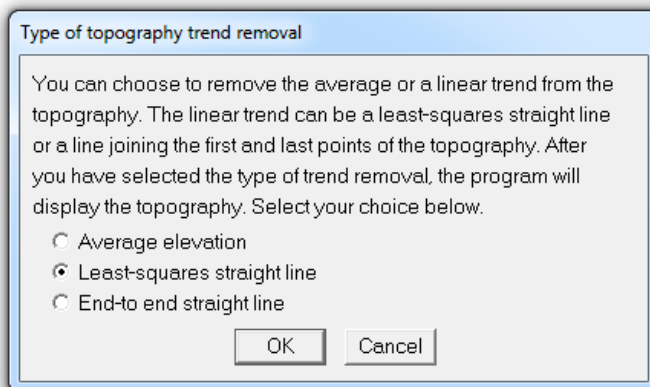 Type of topography trend removal
You can choose to remove the average or a linear trend from the
topography. The linear trend can be a least-squares straight line
or a line joining the first and last points of the topography. After
you have selected the type of trend removal, the program will
display the topography. Select your choice below.
Average elevation
Least-squares straight line
End-to end straight line
OK Cancel